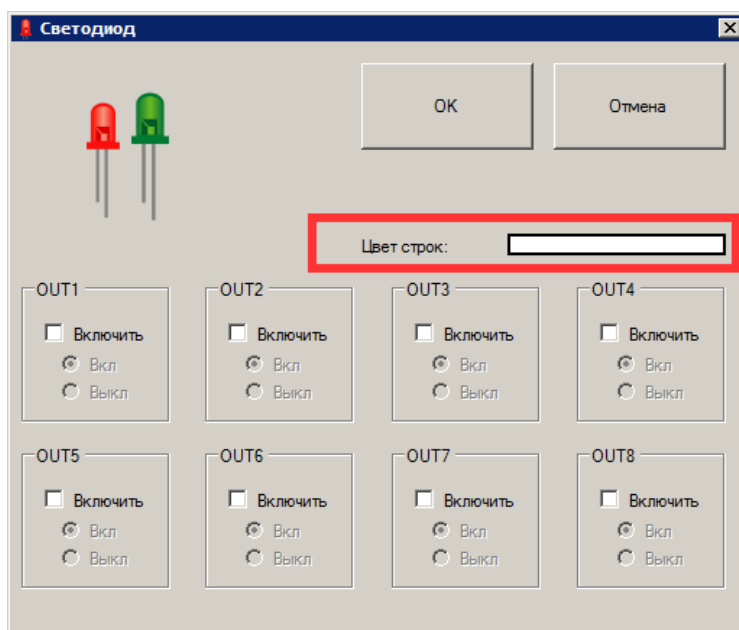 Светодиод
OK
Отмена
Цвет строк:
OUT1
OUT2
OUT3
OUT4
Включить
Включить
Включить
Включить
Вкл
Вкл
Вкл
Вкл
Выкл
Выкл
Выкл
Выкл
OUT5
OUT6
OUT7
OUT8
Включить
Включить
Включить
Включить
Вкл
Вкл
Вкл
Вкл
Выкл
Выкл
Выкл
Выкл